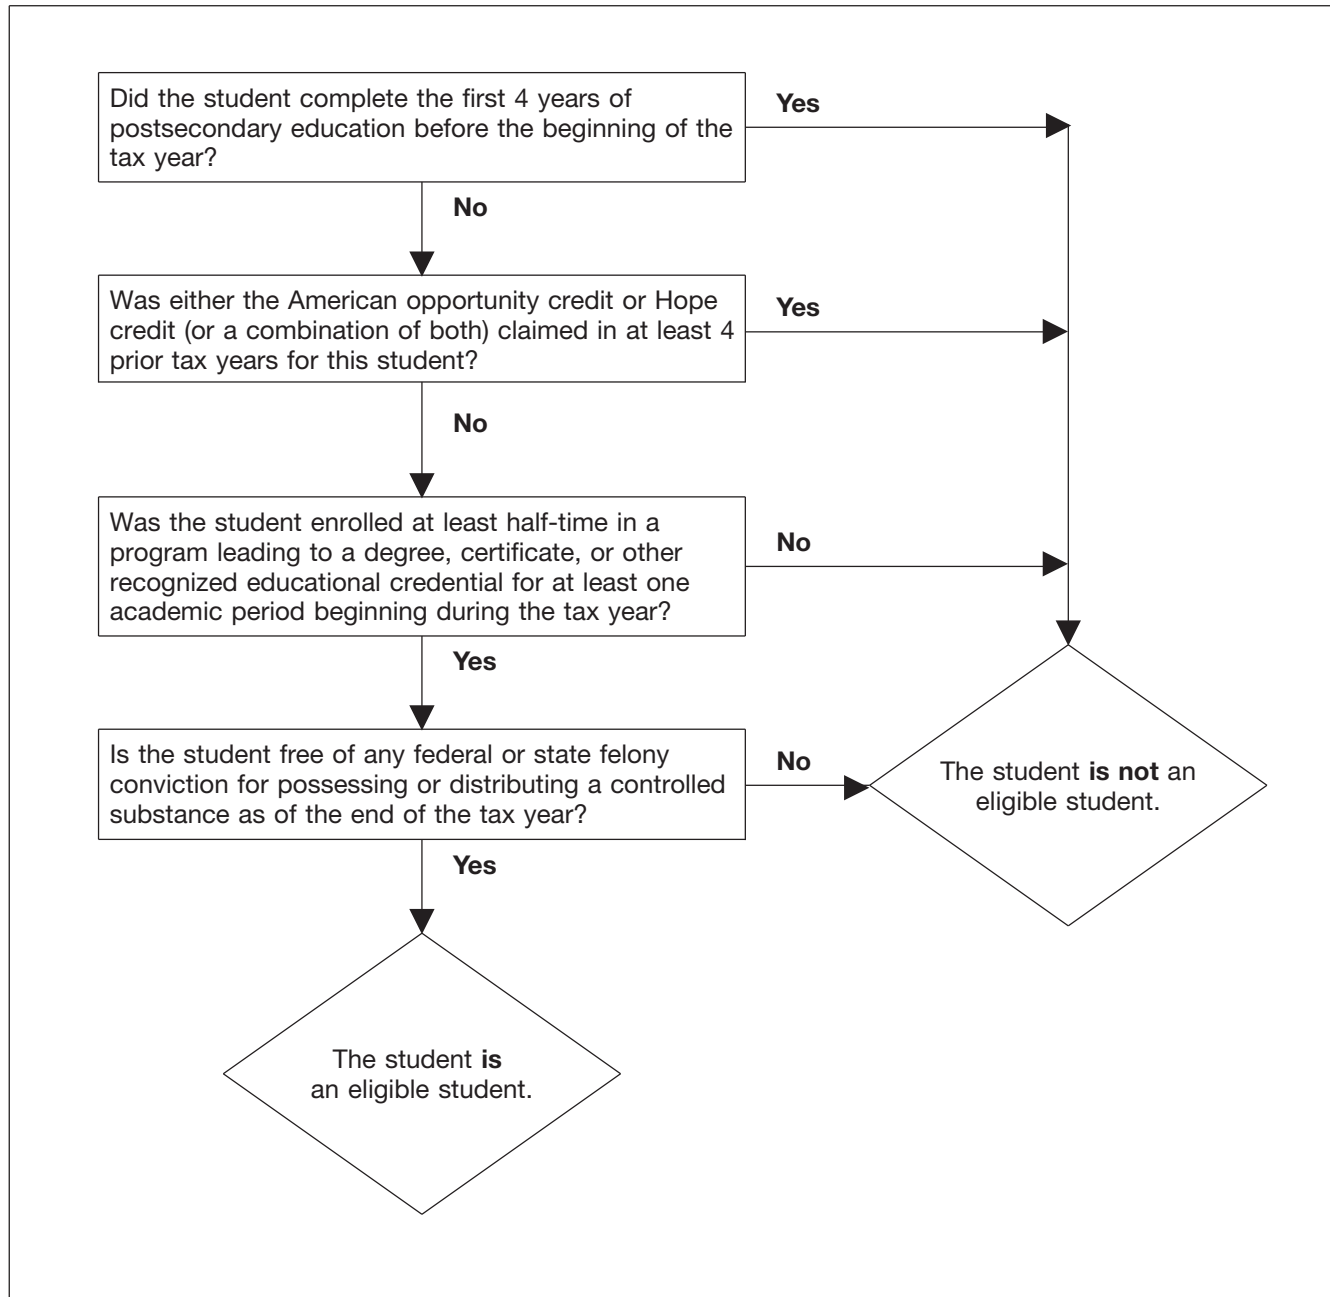 Did the student complete the first 4 years of
postsecondary education before the beginning of the
tax year?
Yes
No
Was either the American opportunity credit or Hope
credit (or a combination of both) claimed in at least 4
prior tax years for this student?
Yes
No
Was the student enrolled at least half-time in a
program leading to a degree, certificate, or other
recognized educational credential for at least one
academic period beginning during the tax year?
No
Yes
Is the student free of any federal or state felony
conviction for possessing or distributing a controlled
substance as of the end of the tax year?
No
The student is not an
eligible student.
Yes
The student is
an eligible student.